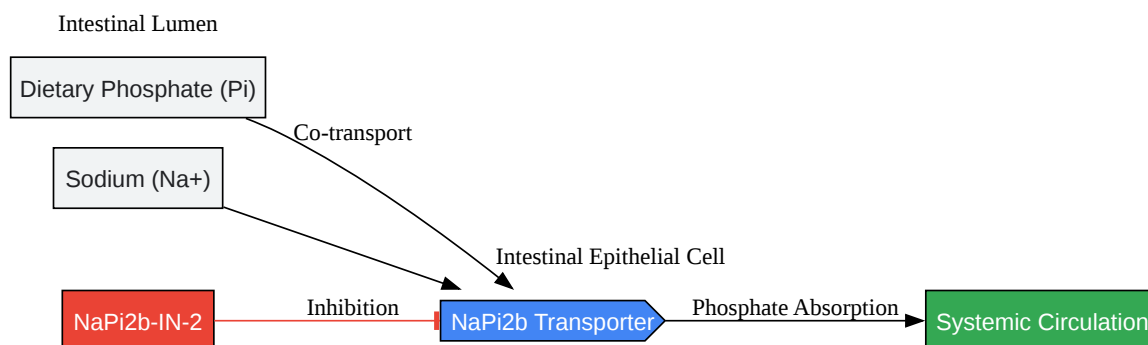 Intestinal Lumen
Dietary Phosphate (Pi)
Co-transport
Sodium (Na+)
Intestinal Epithelial Cell
NaPi2b-IN-2
Inhibition
NaPi2b Transporter
Phosphate Absorption
Systemic Circulation